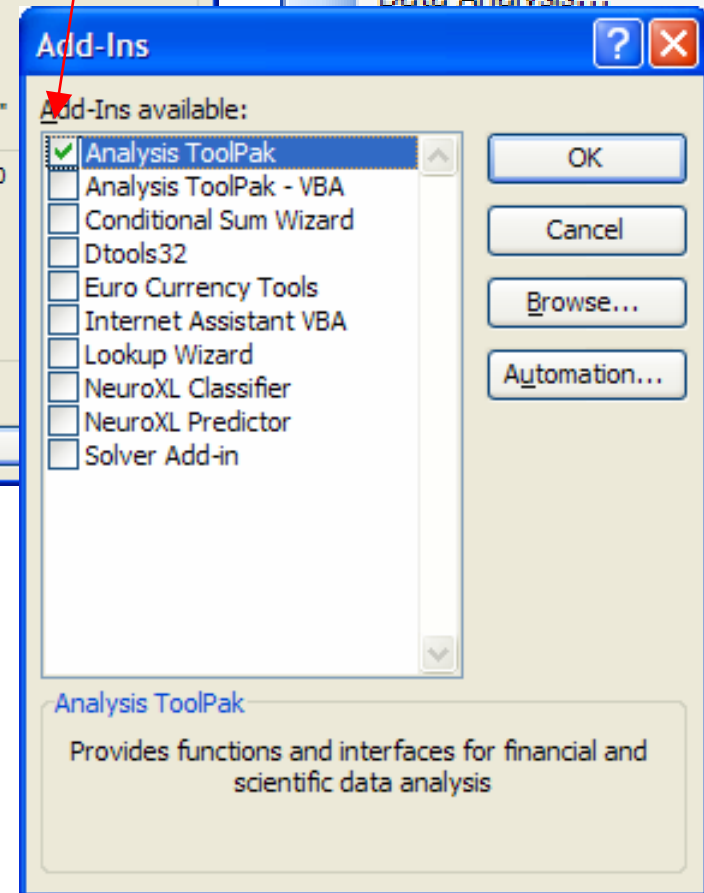 Data Analysis...
Add-Ins
Add-Ins available:
Analysis ToolPak
Analysis ToolPak - VBA
Conditional Sum Wizard
Dtools32
Euro Currency Tools
Internet Assistant VBA
Lookup Wizard
NeuroXL Classifier
NeuroXL Predictor
Solver Add-in
OK
Cancel
Browse...
Automation...
Analysis ToolPak
Provides functions and interfaces for financial and
scientific data analysis